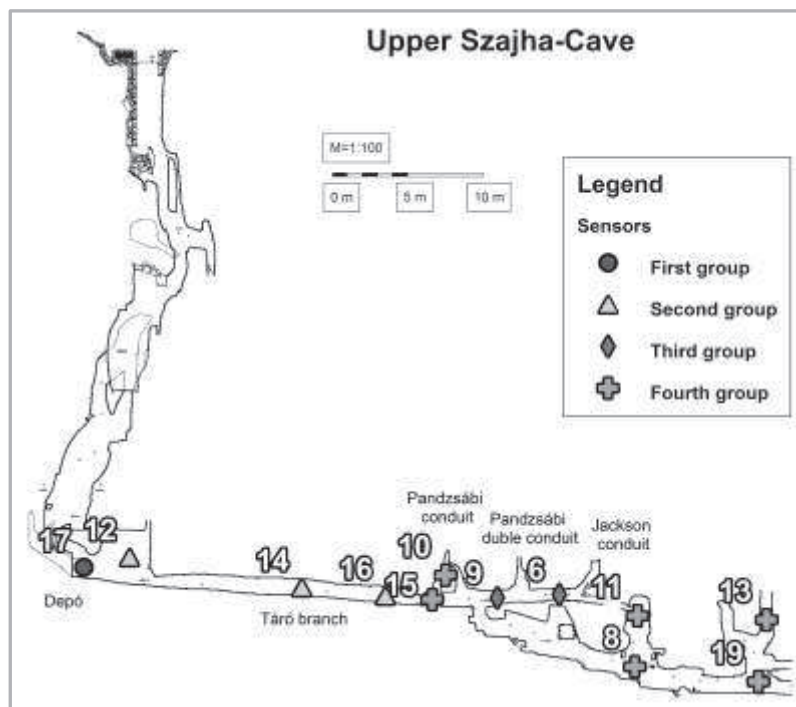 Upper Szajha-Cave
M=1:100
0 m 5 m 10 m
Legend
Sensors
First group
Second group
Third group
Fourth group
Pandzsábi
conduit
Pandzsábi
duble conduit
Jackson
conduit
17 12
14 16 15 10 9 6 11 8 13 19
Depó
Táró branch